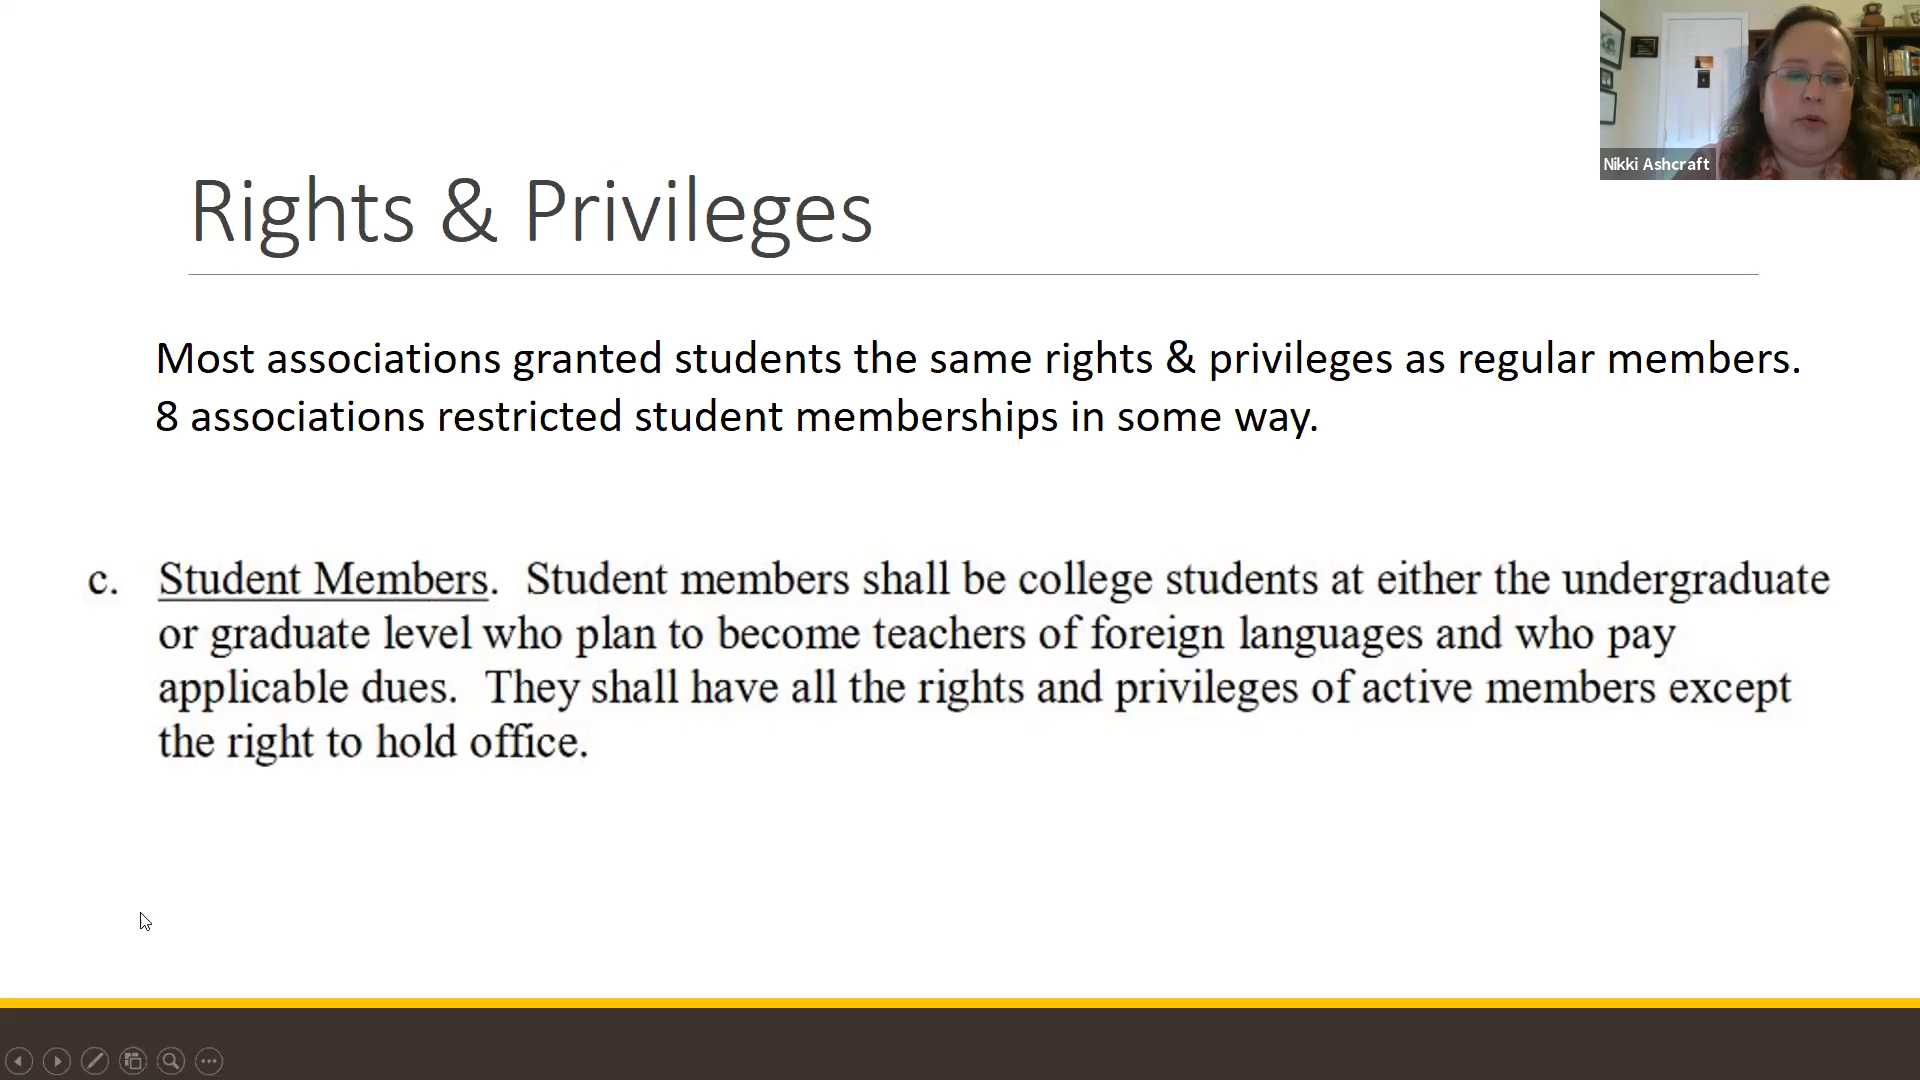 Nikki Ashcraft
Rights & Privileges
Most associations granted students the same rights & privileges as regular members.
8 associations restricted student memberships in some way.
c. Student Members. Student members shall be college students at either the undergraduate
or graduate level who plan to become teachers of foreign languages and who pay
applicable dues. They shall have all the rights and privileges of active members except
the right to hold office.